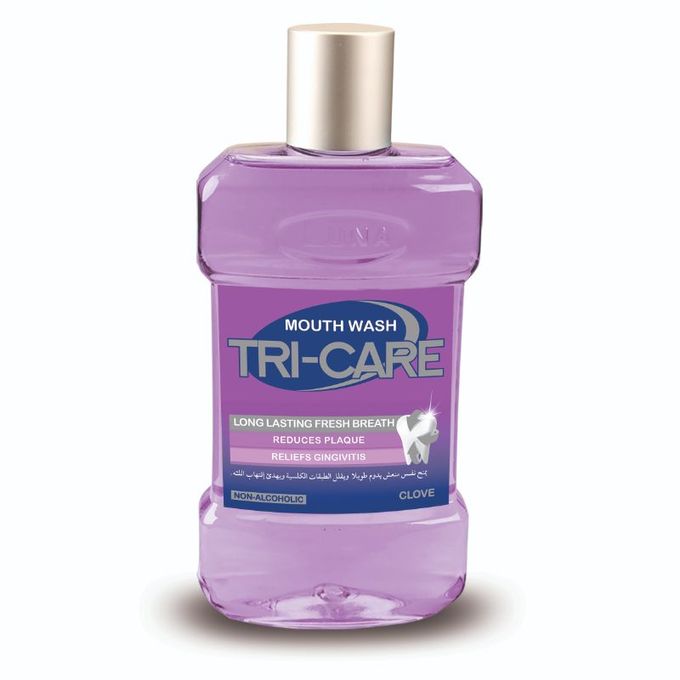 LUNA
MOUTH WASH
TRI-CARE
LONG LASTING FRESH BREATH
REDUCES PLAQUE
RELIEFS GINGIVITIS
يمنح نفس منعش يدوم طويلا ويقلل الطبقات الكلسية ويهدئ إلتهاب اللثه
NON-ALCOHOLIC
CLOVE